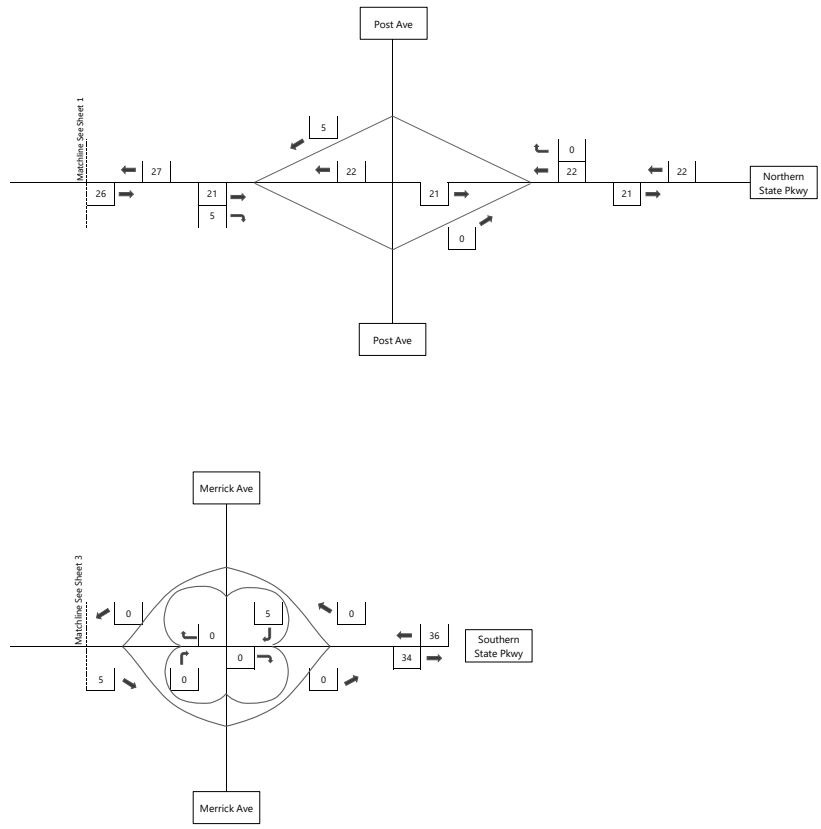 Post Ave
Matchline See Sheet 1
5
0
27
22
22
22
Northern
State Pkwy
26
21
21
21
5
0
Post Ave
Merrick Ave
Matchline See Sheet 3
0
5
0
0
36
Southern
State Pkwy
0
34
5
0
0
Merrick Ave